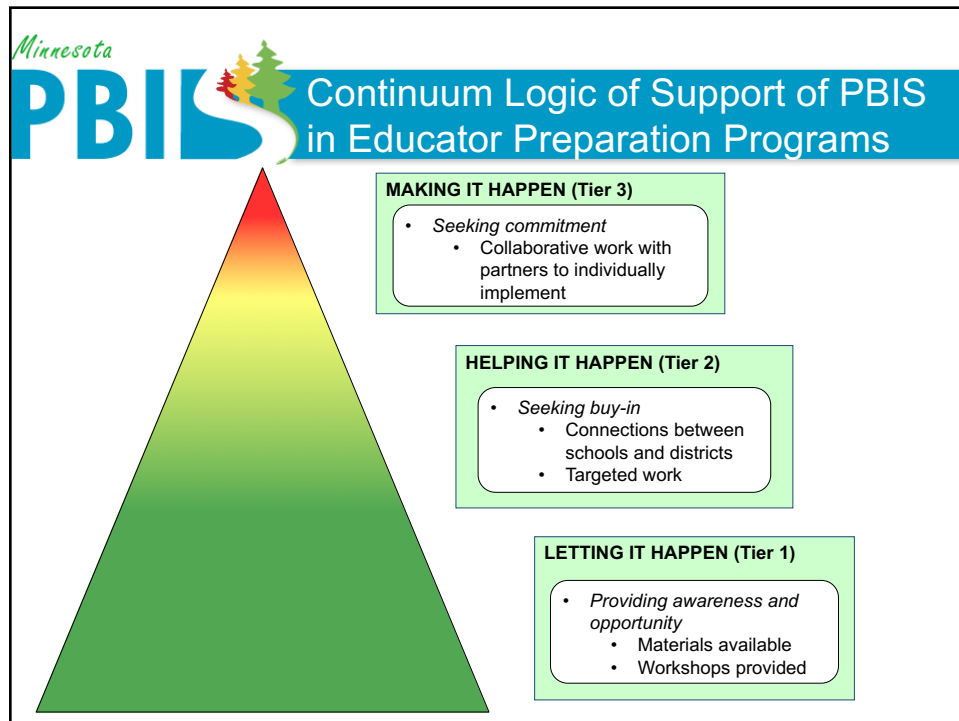 Minnesota
PBIS
Continuum Logic of Support of PBIS
in Educator Preparation Programs
MAKING IT HAPPEN (Tier 3)
• Seeking commitment
• Collaborative work with
partners to individually
implement
HELPING IT HAPPEN (Tier 2)
• Seeking buy-in
• Connections between
schools and districts
• Targeted work
LETTING IT HAPPEN (Tier 1)
• Providing awareness and
opportunity
• Materials available
• Workshops provided